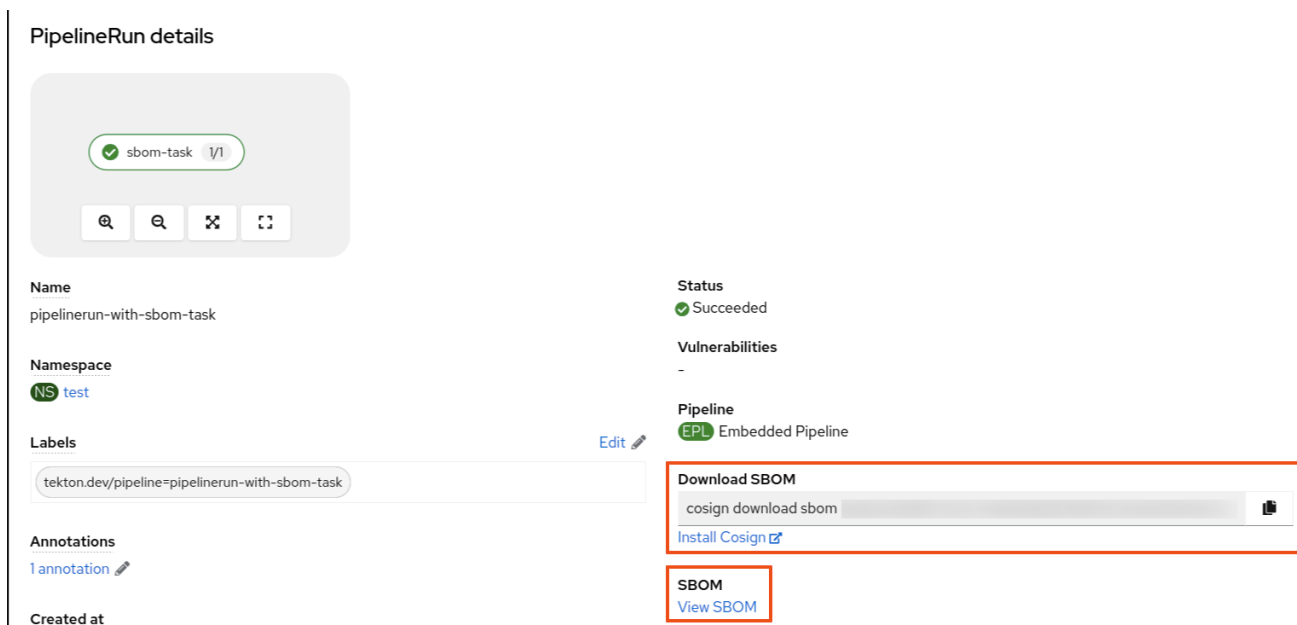 PipelineRun details
sbom-task 1/1
Name
pipelinerun-with-sbom-task
Namespace
NS test
Labels
Edit
tekton.dev/pipeline=pipelinerun-with-sbom-task
Annotations
1 annotation
Created at
Status
Succeeded
Vulnerabilities
-
Pipeline
EPL Embedded Pipeline
Download SBOM
cosign download sbom
Install Cosign
SBOM
View SBOM